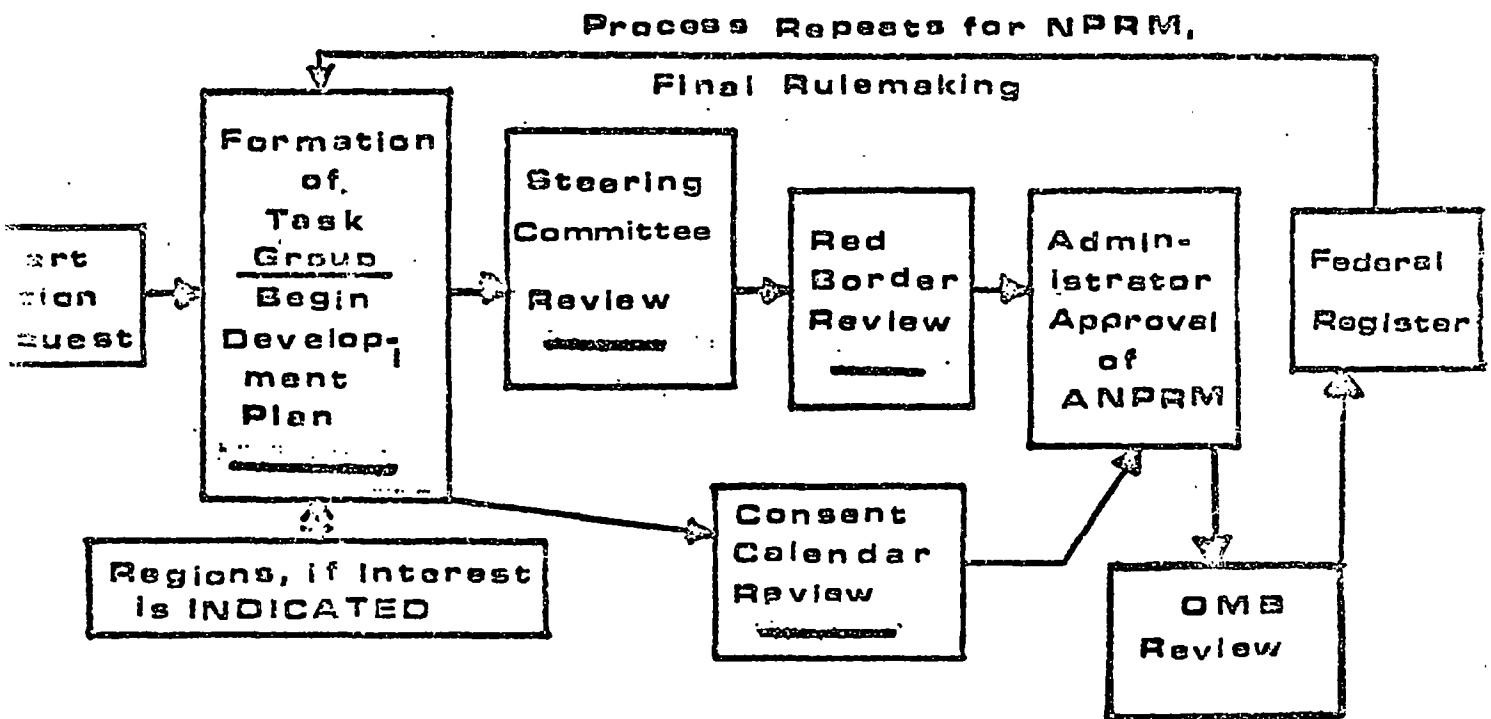 Process Repeats for NPRM,
Final Rulemaking
Formation
of
Task
Group
Begin
Develop-
ment
Plan
Steering
Committee
Review
Red
Border
Review
Admin-
istrator
Approval
of
ANPRM
Federal
Register
Regions, if Interest
is INDICATED
Consent
Calendar
Review
OMB
Review